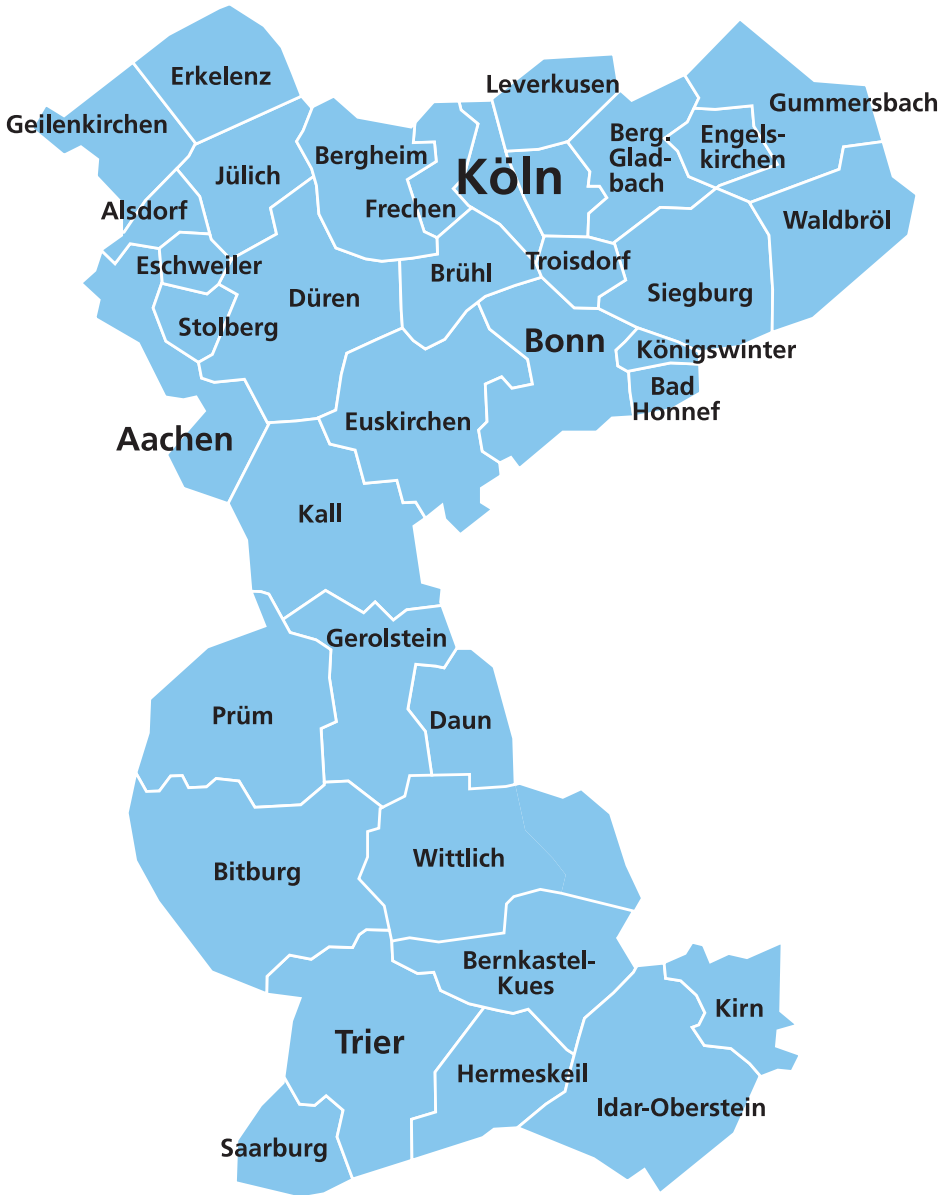 Erkelenz
Leverkusen
Gummersbach
Geilenkirchen
Berg.
Glad-
bach
Engels-
kirchen
Bergheim
Köln
Jülich
Frechen
Alsdorf
Waldbröl
Eschweiler
Brühl
Troisdorf
Düren
Siegburg
Stolberg
Bonn
Königswinter
Bad
Honnef
Euskirchen
Aachen
Kall
Gerolstein
Prüm
Daun
Wittlich
Bitburg
Bernkastel-
Kues
Kirn
Trier
Hermeskeil
Idar-Oberstein
Saarburg